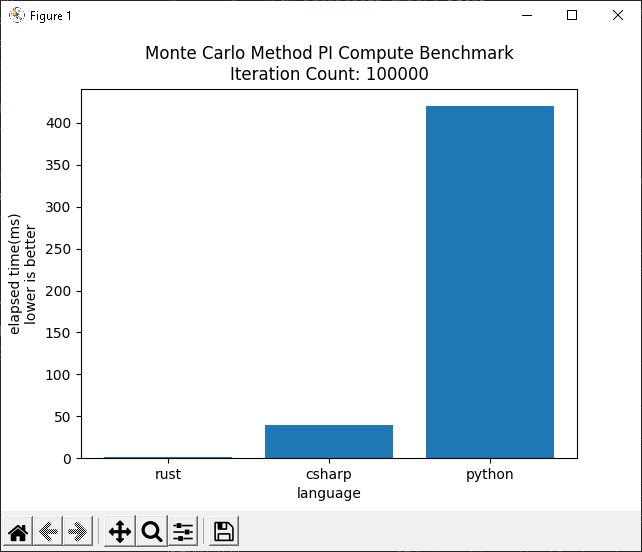 Figure 1
Monte Carlo Method PI Compute Benchmark
Iteration Count: 100000
elapsed time(ms)
lower is better
400
350
300
250
200
150
100
50
0
rust csharp python
language